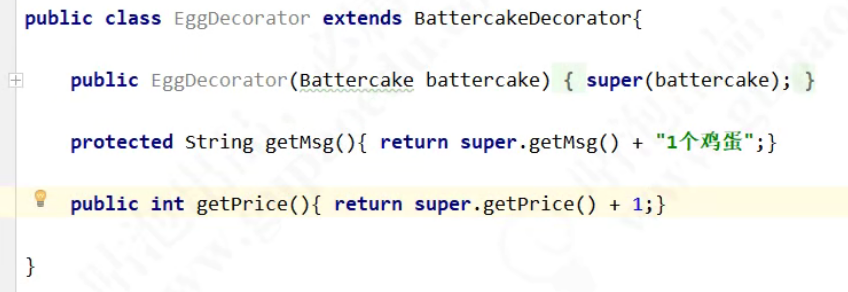 public class EggDecorator extends BattercakeDecorator{
public EggDecorator(Battercake battercake) { super(battercake); }
protected String getMsg(){ return super.getMsg() + "1个鸡蛋";}
public int getPrice(){ return super.getPrice() + 1;}
}